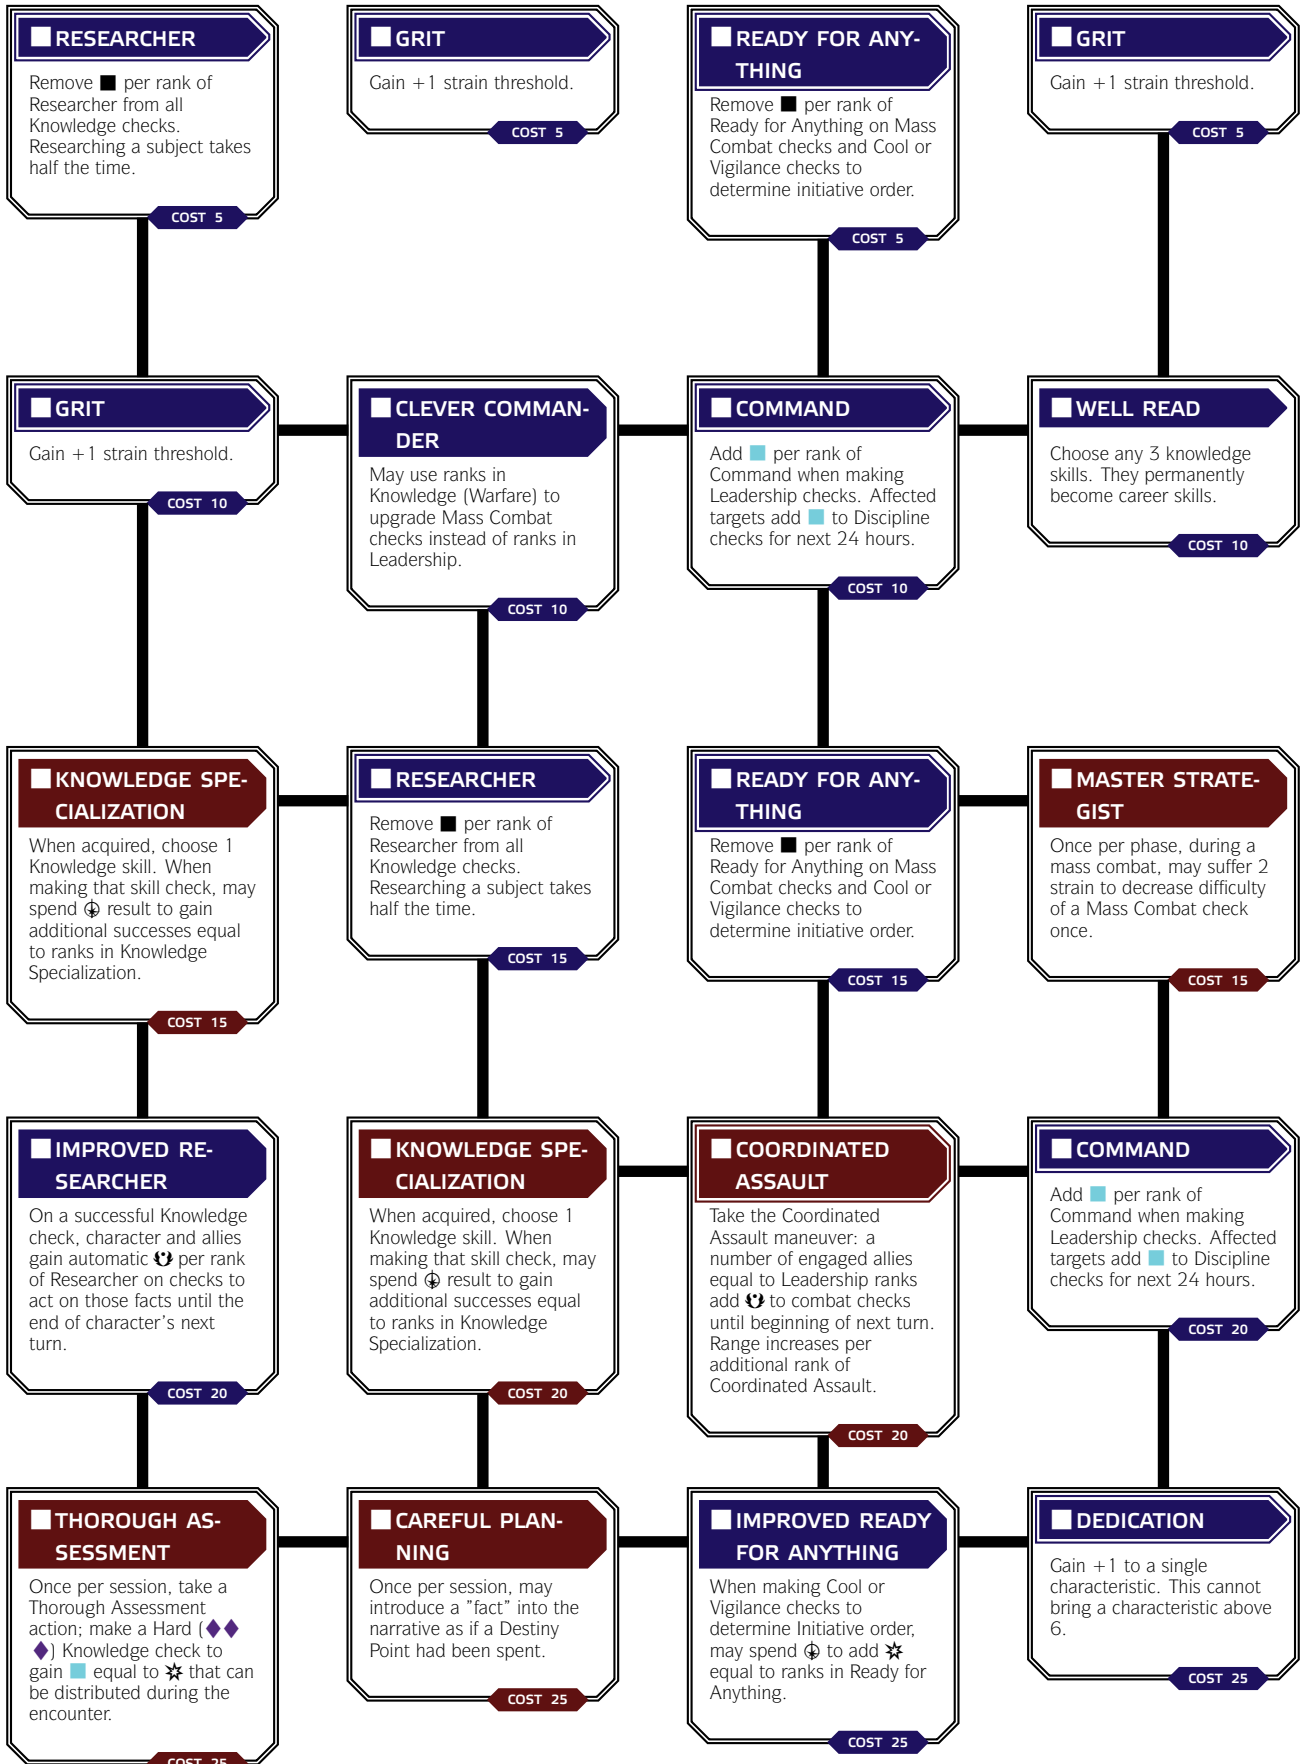 RESEARCHER
Remove ■ per rank of
Researcher from all
Knowledge checks.
Researching a subject takes
half the time.
COST 5
GRIT
Gain +1 strain threshold.
COST 5
READY FOR ANY-
THING
Remove ■ per rank of
Ready for Anything on Mass
Combat checks and Cool or
Vigilance checks to
determine initiative order.
COST 5
GRIT
Gain +1 strain threshold.
COST 5
GRIT
Gain +1 strain threshold.
COST 10
CLEVER COMMAN-
DER
May use ranks in
Knowledge (Warfare) to
upgrade Mass Combat
checks instead of ranks in
Leadership.
COST 10
COMMAND
Add ■ per rank of
Command when making
Leadership checks. Affected
targets add ■ to Discipline
checks for next 24 hours.
COST 10
WELL READ
Choose any 3 knowledge
skills. They permanently
become career skills.
COST 10
KNOWLEDGE SPE-
CIALIZATION
When acquired, choose 1
Knowledge skill. When
making that skill check, may
spend result to gain
additional successes equal
to ranks in Knowledge
Specialization.
COST 15
RESEARCHER
Remove ■ per rank of
Researcher from all
Knowledge checks.
Researching a subject takes
half the time.
COST 15
READY FOR ANY-
THING
Remove ■ per rank of
Ready for Anything on Mass
Combat checks and Cool or
Vigilance checks to
determine initiative order.
COST 15
MASTER STRATE-
GIST
Once per phase, during a
mass combat, may suffer 2
strain to decrease difficulty
of a Mass Combat check
once.
COST 15
IMPROVED RE-
SEARCHER
On a successful Knowledge
check, character and allies
gain automatic per rank
of Researcher on checks to
act on those facts until the
end of character's next
turn.
COST 20
KNOWLEDGE SPE-
CIALIZATION
When acquired, choose 1
Knowledge skill. When
making that skill check, may
spend result to gain
additional successes equal
to ranks in Knowledge
Specialization.
COST 20
COORDINATED
ASSAULT
Take the Coordinated
Assault maneuver: a
number of engaged allies
equal to Leadership ranks
add to combat checks
until beginning of next turn.
Range increases per
additional rank of
Coordinated Assault.
COST 20
COMMAND
Add ■ per rank of
Command when making
Leadership checks. Affected
targets add ■ to Discipline
checks for next 24 hours.
COST 20
THOROUGH AS-
SESSMENT
Once per session, take a
Thorough Assessment
action; make a Hard (♦♦
♦) Knowledge check to
gain ■ equal to that can
be distributed during the
encounter.
COST 25
CAREFUL PLAN-
NING
Once per session, may
introduce a "fact" into the
narrative as if a Destiny
Point had been spent.
COST 25
IMPROVED READY
FOR ANYTHING
When making Cool or
Vigilance checks to
determine Initiative order,
may spend to add
equal to ranks in Ready for
Anything.
COST 25
DEDICATION
Gain +1 to a single
characteristic. This cannot
bring a characteristic above
6.
COST 25